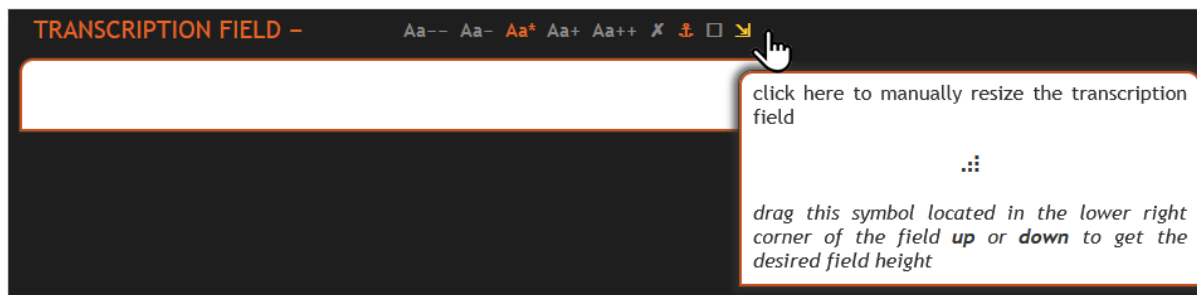 TRANSCRIPTION FIELD – Aa-- Aa- Aa* Aa+ Aa++ ✗ ⚓ ☐ ⇲
click here to manually resize the transcription
field
drag this symbol located in the lower right
corner of the field up or down to get the
desired field height